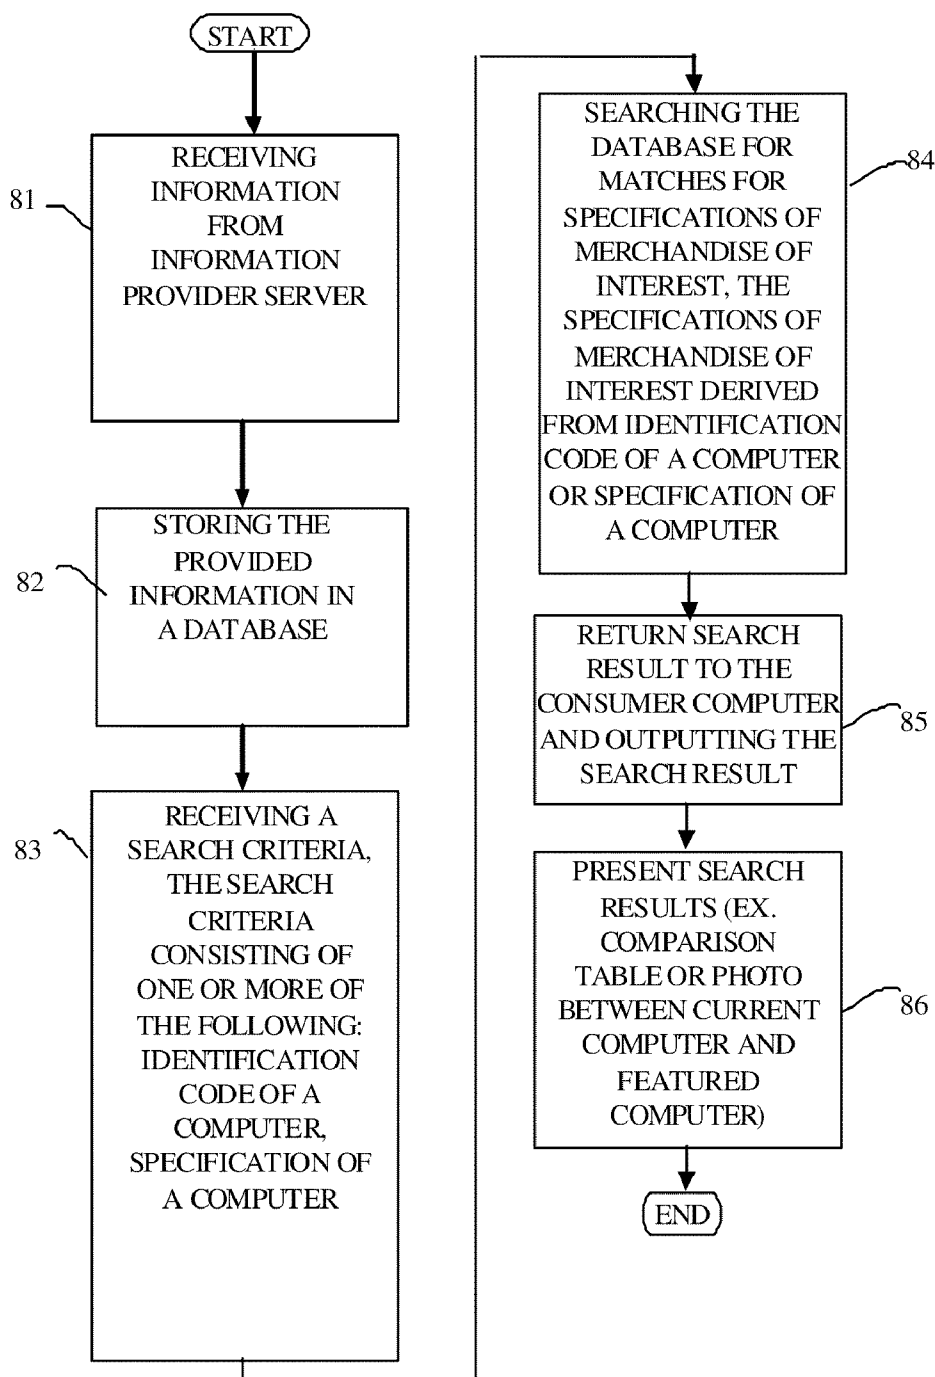 START
81
RECEIVING
INFORMATION
FROM
INFORMATION
PROVIDER SERVER
82
STORING THE
PROVIDED
INFORMATION IN
A DATABASE
83
RECEIVING A
SEARCH CRITERIA,
THE SEARCH
CRITERIA
CONSISTING OF
ONE OR MORE OF
THE FOLLOWING:
IDENTIFICATION
CODE OF A
COMPUTER,
SPECIFICATION OF
A COMPUTER
84
SEARCHING THE
DATABASE FOR
MATCHES FOR
SPECIFICATIONS OF
MERCHANDISE OF
INTEREST, THE
SPECIFICATIONS OF
MERCHANDISE OF
INTEREST DERIVED
FROM IDENTIFICATION
CODE OF A COMPUTER
OR SPECIFICATION OF
A COMPUTER
85
RETURN SEARCH
RESULT TO THE
CONSUMER COMPUTER
AND OUTPUTTING THE
SEARCH RESULT
86
PRESENT SEARCH
RESULTS (EX.
COMPARISON
TABLE OR PHOTO
BETWEEN CURRENT
COMPUTER AND
FEATURED
COMPUTER)
END